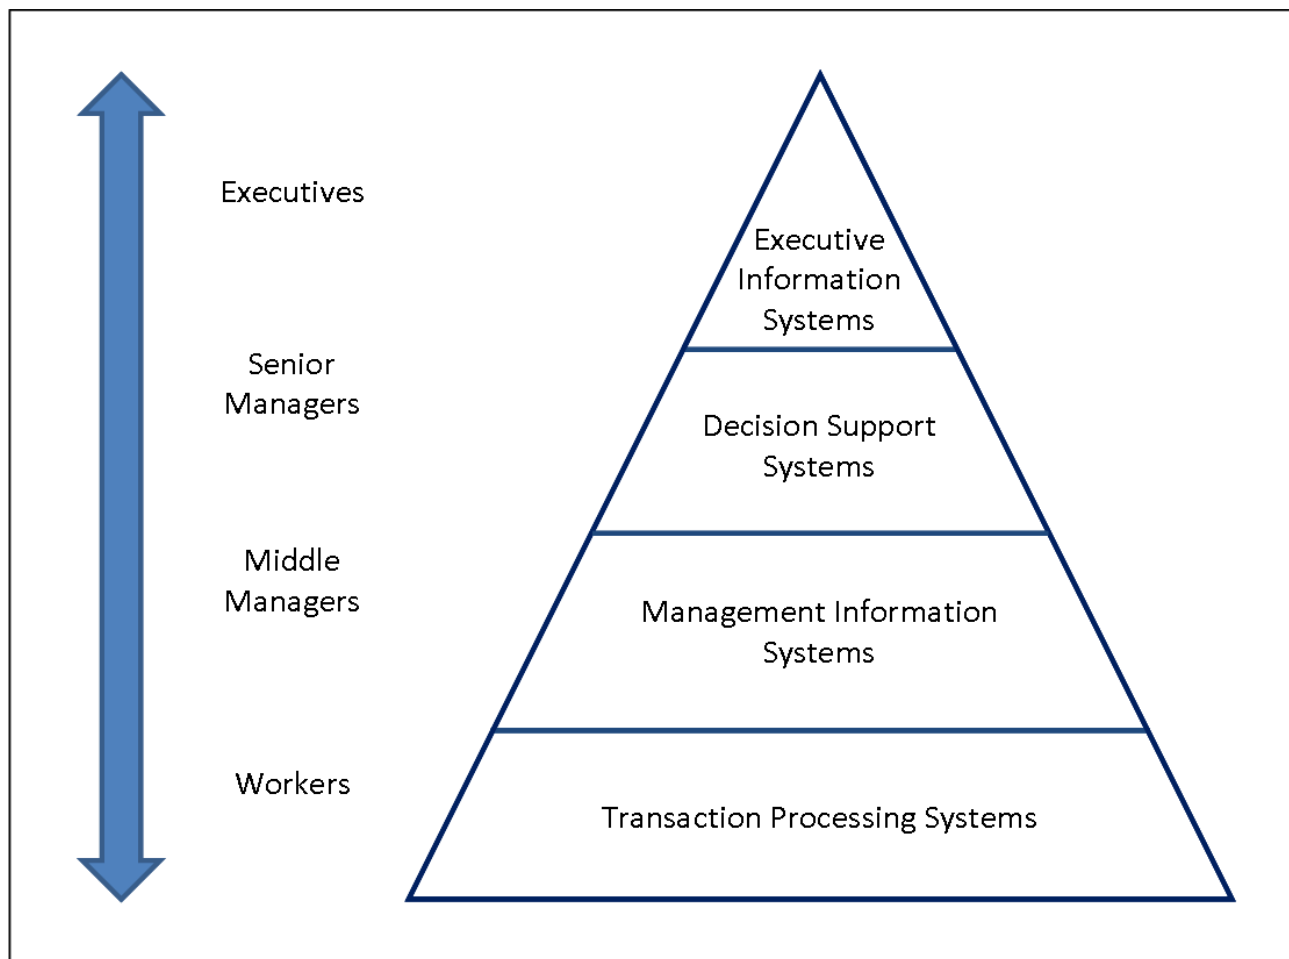 Executives
Executive
Information
Systems
Senior
Managers
Decision Support
Systems
Middle
Managers
Management Information
Systems
Workers
Transaction Processing Systems